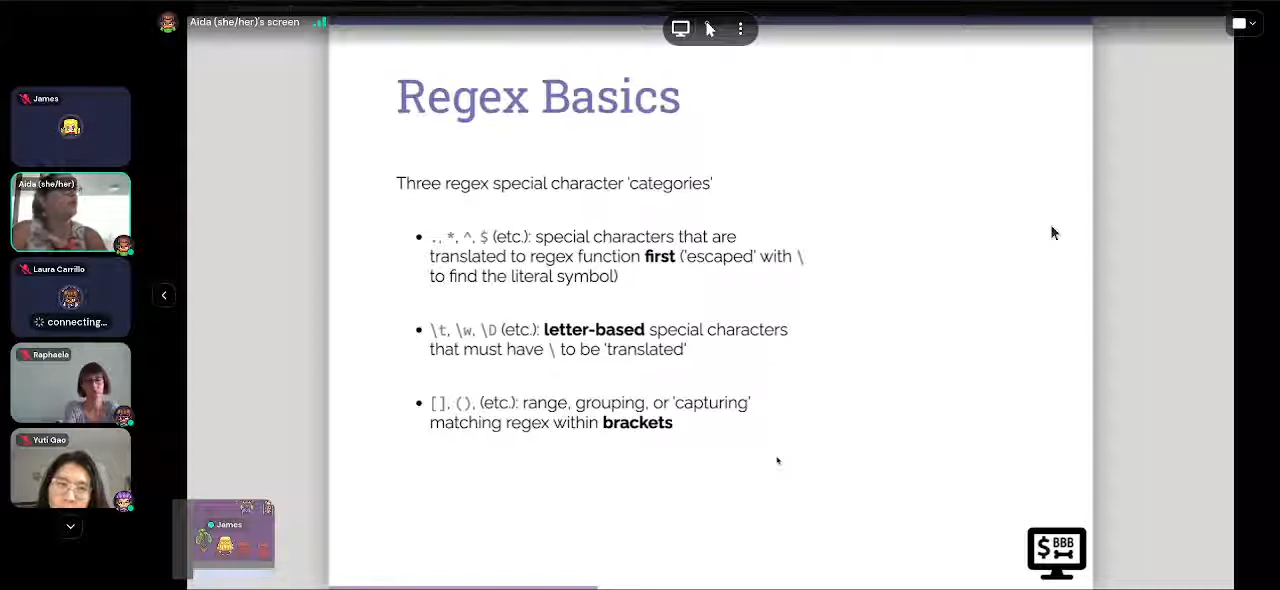 Aida (she/her)'s screen
James
Aida (she/her)
Laura Carrillo
connecting...
Raphaela
Yuti Gao
James
Regex Basics
Three regex special character 'categories'
• ., *, ^, $ (etc.): special characters that are
translated to regex function first ('escaped' with \
to find the literal symbol)
• \t, \w, \D (etc.): letter-based special characters
that must have \ to be 'translated'
• [], (), (etc.): range, grouping, or 'capturing'
matching regex within brackets
$ BBB